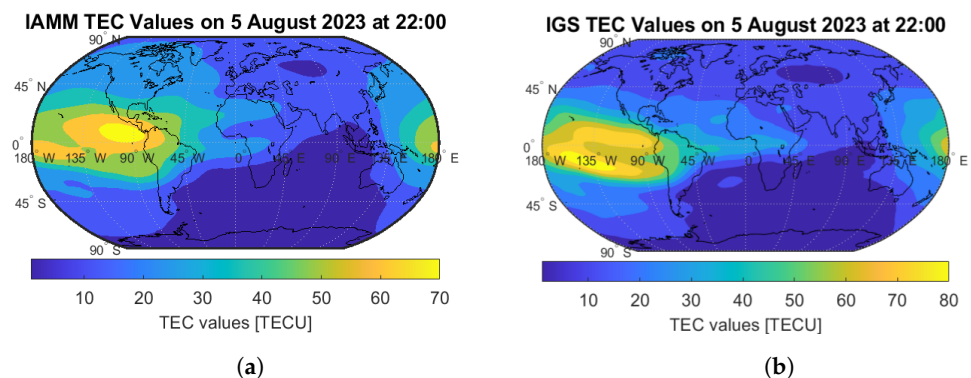 IAMM TEC Values on 5 August 2023 at 22:00
90° N
45° N
0°
180° W 135° W 90° W 45° W 0° 45° E 90° E 135° E 180° E
45° S
90° S
10 20 30 40 50 60 70
TEC values [TECU]
(a)
IGS TEC Values on 5 August 2023 at 22:00
90° N
45° N
0°
180° W 135° W 90° W 45° W 0° 45° E 90° E 135° E 180° E
45° S
90° S
10 20 30 40 50 60 70 80
TEC values [TECU]
(b)